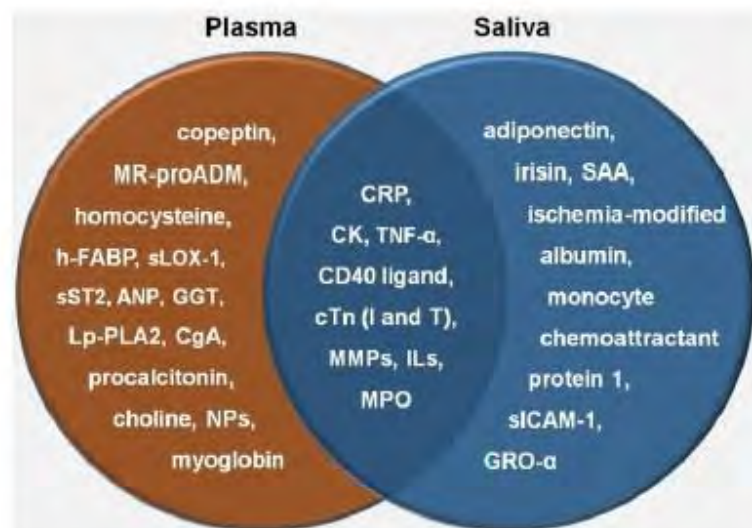 Plasma
Saliva
copeptin,
MR-proADM,
homocysteine,
h-FABP, sLOX-1,
sST2, ANP, GGT,
Lp-PLA2, CgA,
procalcitonin,
choline, NPs,
myoglobin
CRP,
CK, TNF-α,
CD40 ligand,
cTn (I and T),
MMPs, ILs,
MPO
adiponectin,
irisin, SAA,
ischemia-modified
albumin,
monocyte
chemoattractant
protein 1,
sICAM-1,
GRO-α